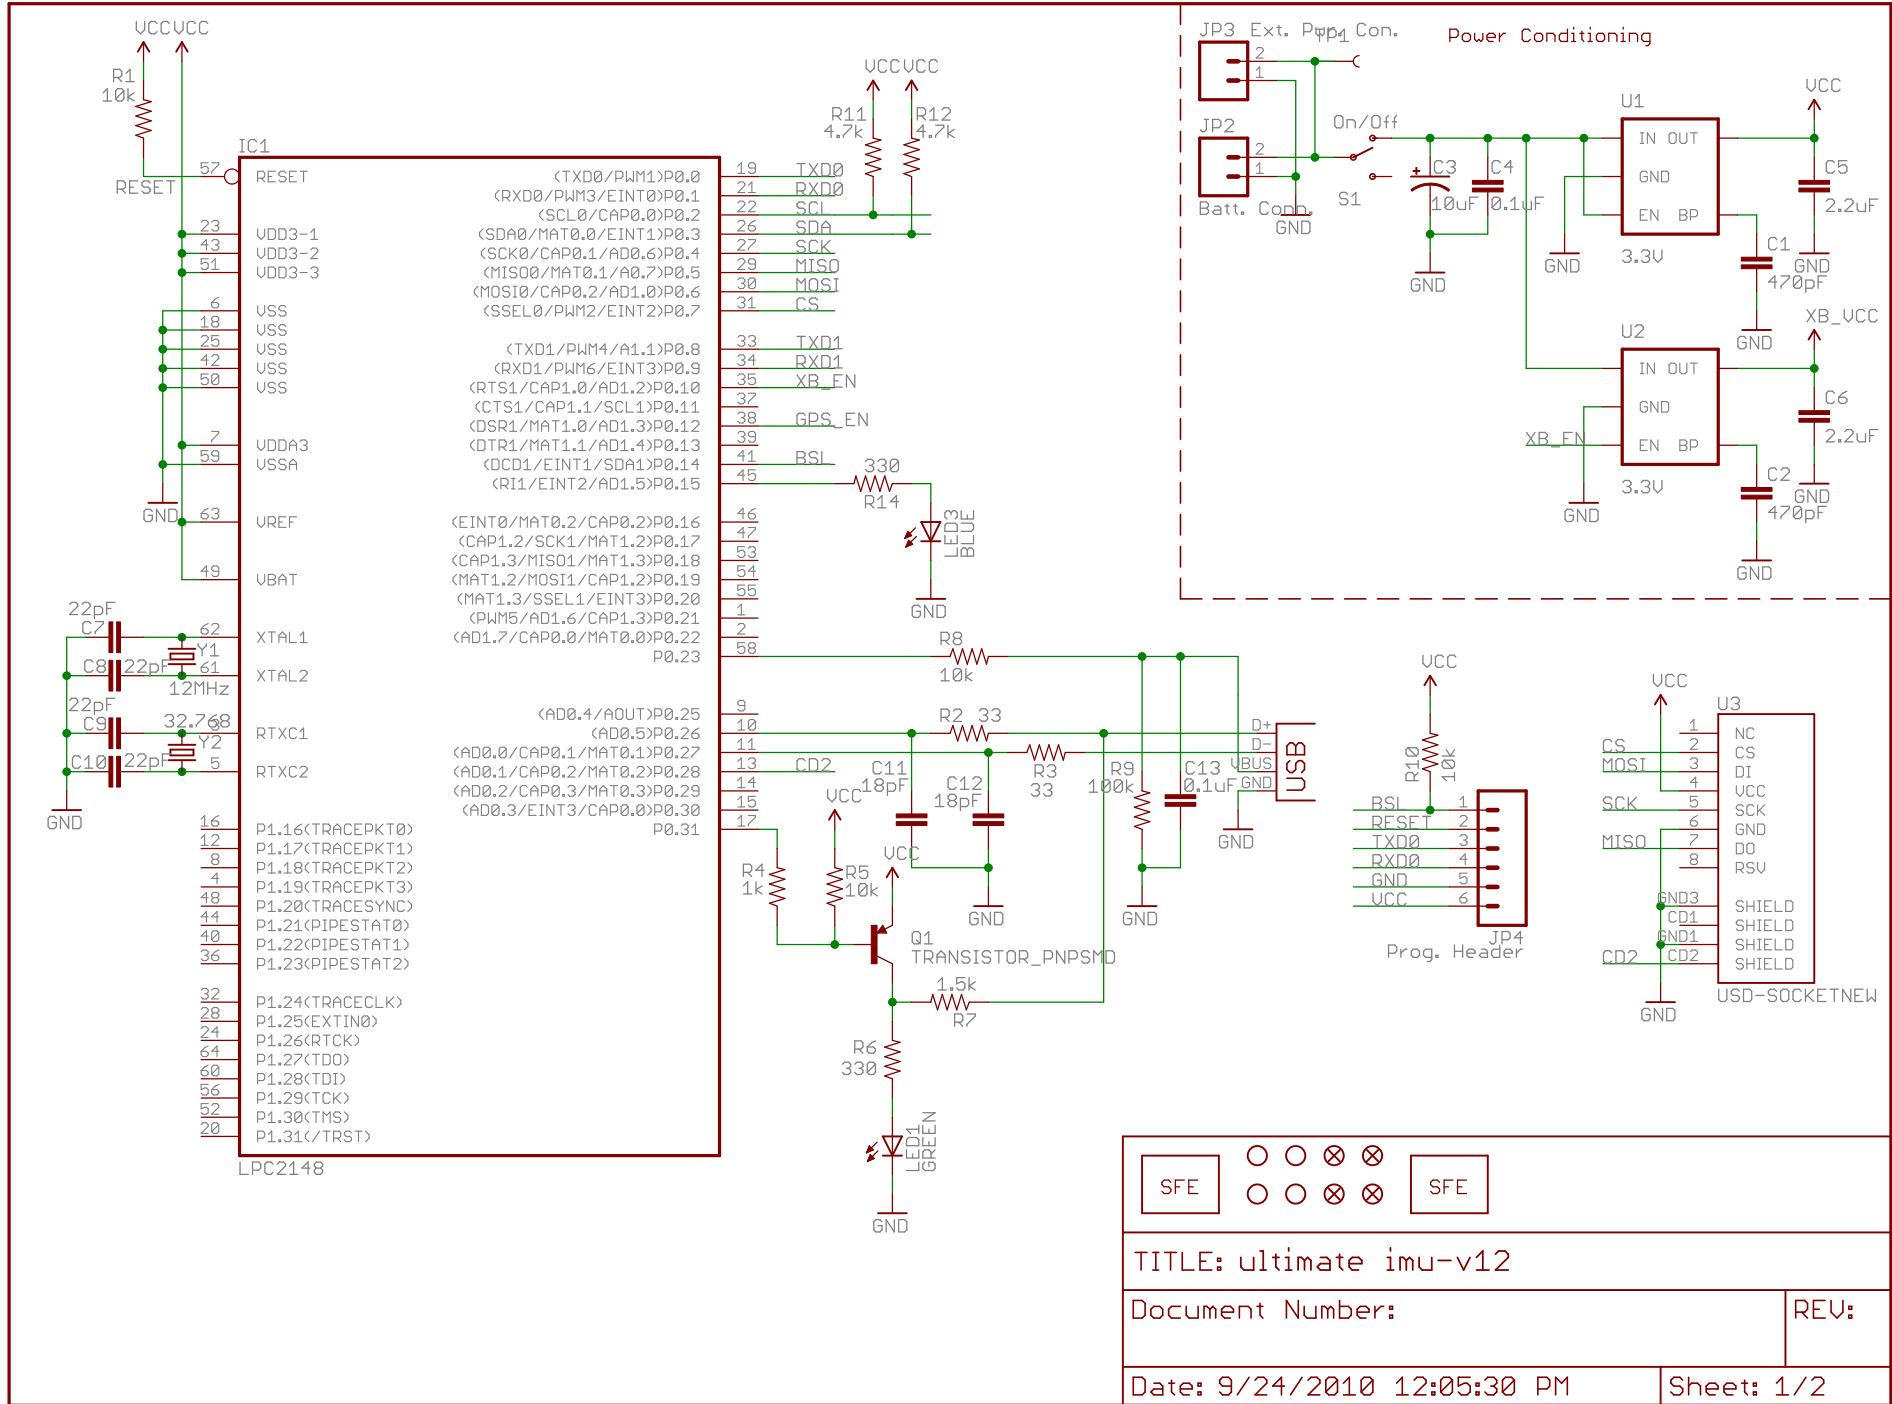 VCC VCC
R1
10k
RESET
IC1
57 RESET
23 VDD3-1
43 VDD3-2
51 VDD3-3
6 VSS
18 VSS
25 VSS
42 VSS
50 VSS
7 VDDA3
59 VSSA
GND
63 VREF
49 VBAT
22pF
C7
62 XTAL1
Y1
C8 22pF 61 XTAL2
12MHz
22pF
C9 32.768
3 RTXC1
Y2
C10 22pF 5 RTXC2
GND
16 P1.16(TRACEPKT0)
12 P1.17(TRACEPKT1)
8 P1.18(TRACEPKT2)
4 P1.19(TRACEPKT3)
48 P1.20(TRACESYNC)
44 P1.21(PIPESTAT0)
40 P1.22(PIPESTAT1)
36 P1.23(PIPESTAT2)
32 P1.24(TRACECLK)
28 P1.25(EXTIN0)
24 P1.26(RTCK)
64 P1.27(TDO)
60 P1.28(TDI)
56 P1.29(TCK)
52 P1.30(TMS)
20 P1.31(/TRST)
LPC2148
VCC VCC
R11 R12
4.7k 4.7k
(TXD0/PWM1)P0.0 19 TXD0
(RXD0/PWM3/EINT0)P0.1 21 RXD0
(SCL0/CAP0.0)P0.2 22 SCL
(SDA0/MAT0.0/EINT1)P0.3 26 SDA
(SCK0/CAP0.1/AD0.6)P0.4 27 SCK
(MISO0/MAT0.1/A0.7)P0.5 29 MISO
(MOSI0/CAP0.2/AD1.0)P0.6 30 MOSI
(SSEL0/PWM2/EINT2)P0.7 31 CS
(TXD1/PWM4/A1.1)P0.8 33 TXD1
(RXD1/PWM6/EINT3)P0.9 34 RXD1
(RTS1/CAP1.0/AD1.2)P0.10 35 XB_EN
(CTS1/CAP1.1/SCL1)P0.11 37
(DSR1/MAT1.0/AD1.3)P0.12 38 GPS_EN
(DTR1/MAT1.1/AD1.4)P0.13 39
(DCD1/EINT1/SDA1)P0.14 41 BSL
(RI1/EINT2/AD1.5)P0.15 45
330
R14
LED3
BLUE
GND
(EINT0/MAT0.2/CAP0.2)P0.16 46
(CAP1.2/SCK1/MAT1.2)P0.17 47
(CAP1.3/MISO1/MAT1.3)P0.18 53
(MAT1.2/MOSI1/CAP1.2)P0.19 54
(MAT1.3/SSEL1/EINT3)P0.20 55
(PWM5/AD1.6/CAP1.3)P0.21 1
(AD1.7/CAP0.0/MAT0.0)P0.22 2
P0.23 58
R8
10k
(AD0.4/AOUT)P0.25 9
(AD0.5)P0.26 10
(AD0.0/CAP0.1/MAT0.1)P0.27 11
(AD0.1/CAP0.2/MAT0.2)P0.28 13 CD2
(AD0.2/CAP0.3/MAT0.3)P0.29 14
(AD0.3/EINT3/CAP0.0)P0.30 15
P0.31 17
R2 33
R3
33
C11
18pF
C12
18pF
GND
R9
100k
C13
0.1uF
GND
D+
D-
VBUS
GND
USB
GND
VCC
R4
1k
R5
10k
VCC
Q1
TRANSISTOR_PNPSMD
1.5k
R7
R6
330
LED1
GREEN
GND
Power Conditioning
JP3 Ext. Pwr. Con.
TP1
2
1
JP2
2
1
Batt. Conn.
GND
On/Off
S1
C3
10uF
C4
0.1uF
GND
U1
IN OUT
GND
EN BP
3.3V
GND
VCC
C5
2.2uF
GND
C1
470pF
GND
U2
IN OUT
GND
EN BP
3.3V
XB_EN
GND
XB_VCC
C6
2.2uF
GND
C2
470pF
GND
VCC
R10
10k
BSL 1
RESET 2
TXD0 3
RXD0 4
GND 5
VCC 6
JP4
Prog. Header
VCC
U3
1 NC
CS 2 CS
MOSI 3 DI
4 VCC
SCK 5 SCK
6 GND
MISO 7 DO
8 RSV
GND3 SHIELD
CD1 SHIELD
GND1 SHIELD
CD2 CD2 SHIELD
USD-SOCKETNEW
GND
SFE
SFE
TITLE: ultimate imu-v12
Document Number:
REV:
Date: 9/24/2010 12:05:30 PM
Sheet: 1/2